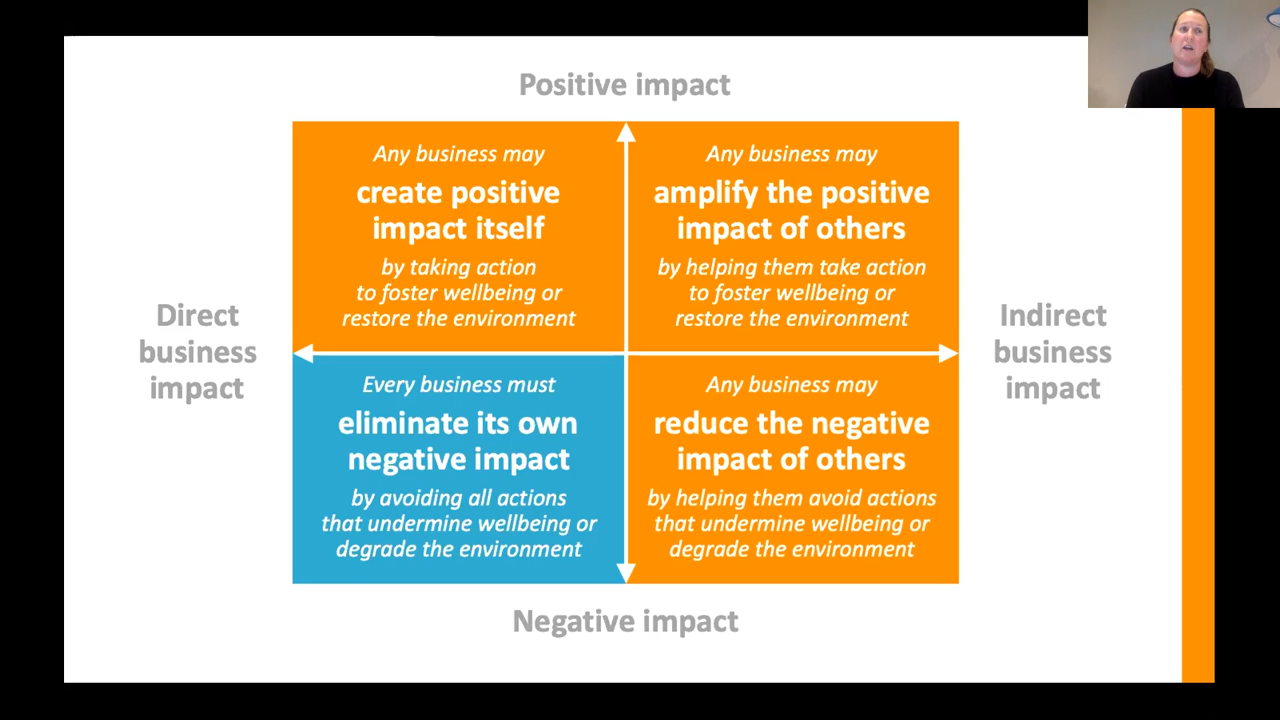 Positive impact
Any business may
create positive
impact itself
by taking action
to foster wellbeing or
restore the environment
Any business may
amplify the positive
impact of others
by helping them take action
to foster wellbeing or
restore the environment
Direct
business
impact
Indirect
business
impact
Every business must
eliminate its own
negative impact
by avoiding all actions
that undermine wellbeing or
degrade the environment
Any business may
reduce the negative
impact of others
by helping them avoid actions
that undermine wellbeing or
degrade the environment
Negative impact